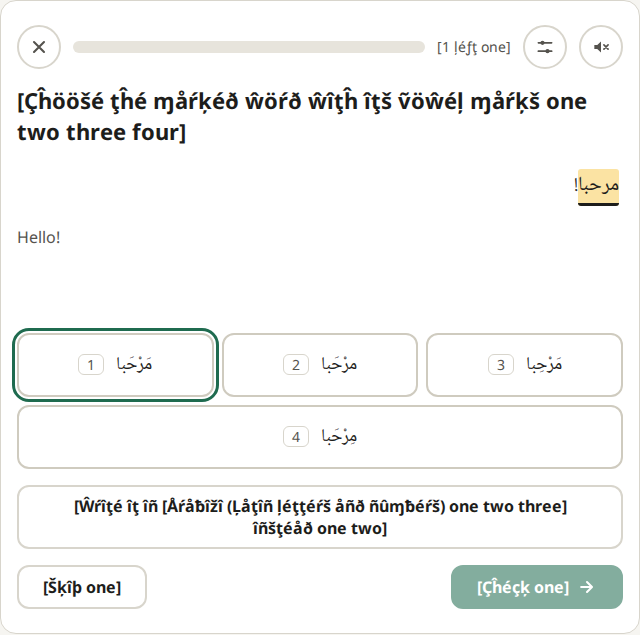 [1 ļéƒţ one]
[Çĥööšé ţĥé ɱåŕķéð ŵöŕð ŵîţĥ îţš ṽöŵéļ ɱåŕķš one
two three four]
مرحبا!
Hello!
1 مَرْحَبا
2 مرْحَبا
3 مَرْحِبا
4 مِرْحَبا
[Ŵŕîţé îţ îñ [Åŕåƀîžî (Ļåţîñ ļéţţéŕš åñð ñûɱƀéŕš) one two three]
îñšţéåð one two]
[Šķîþ one]
[Çĥéçķ one]